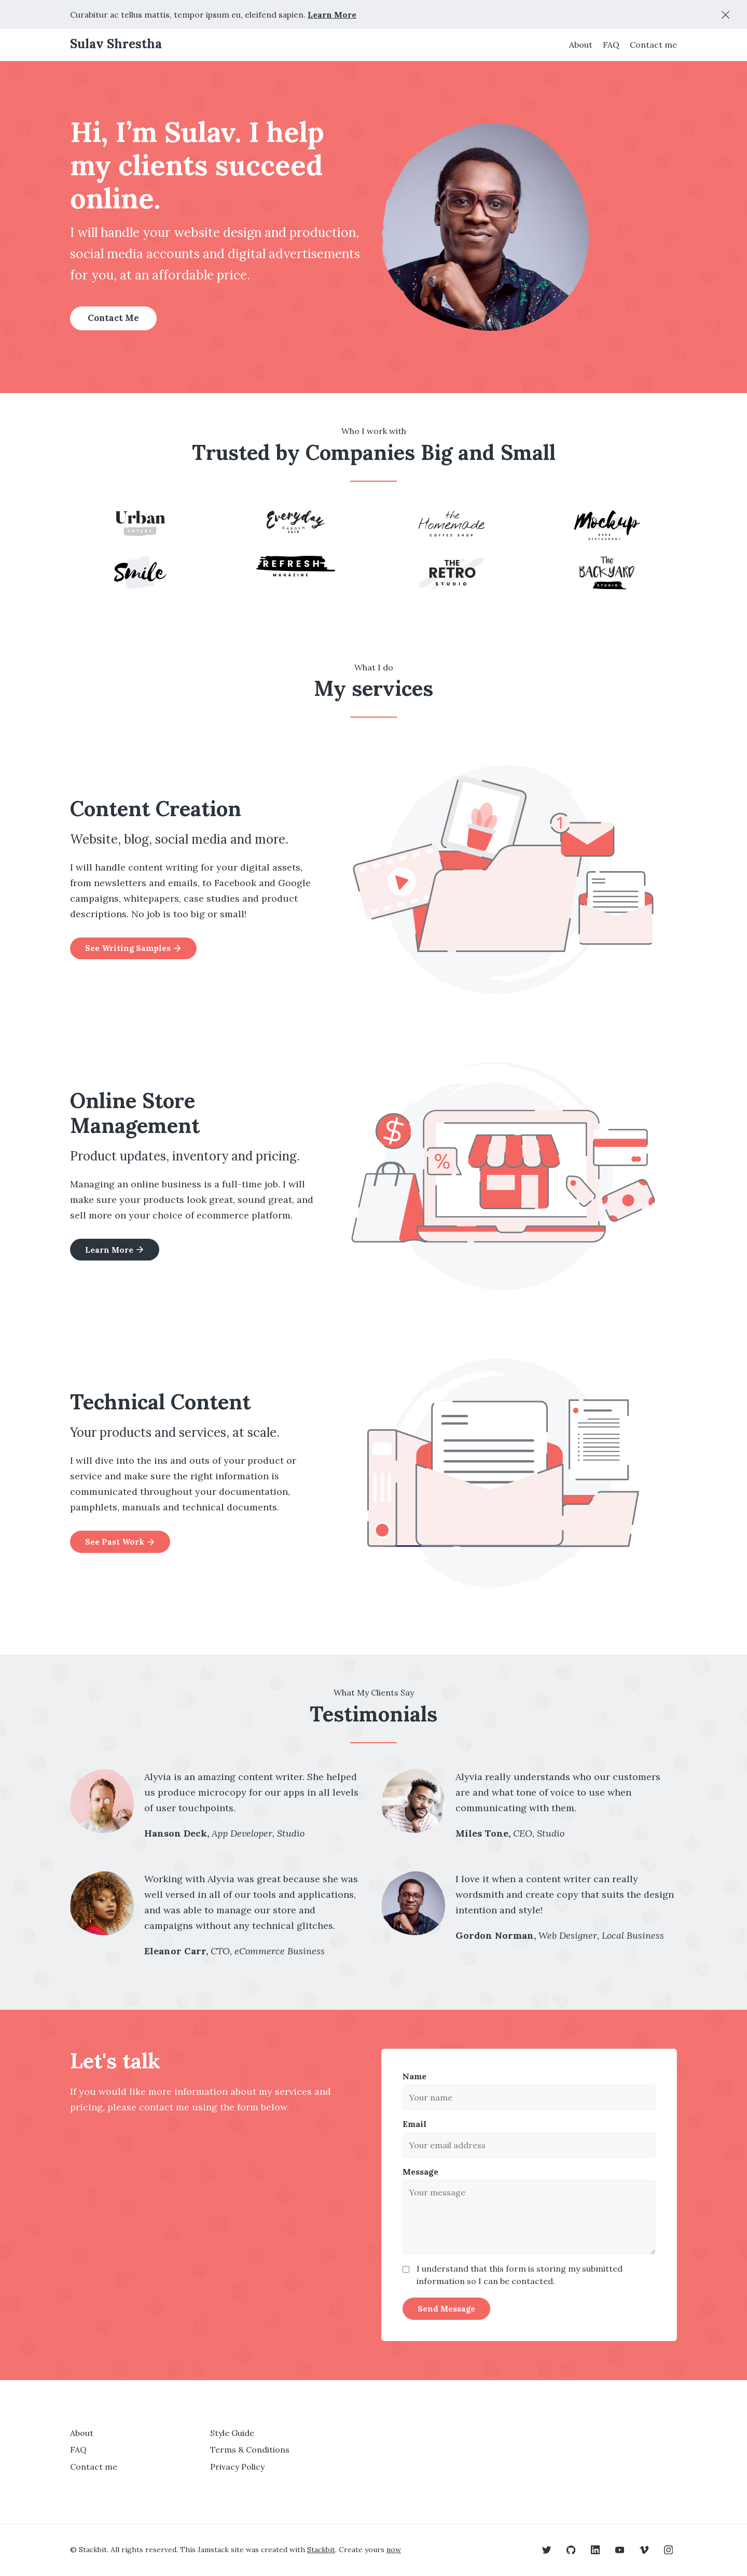 Curabitur ac tellus mattis, tempor ipsum eu, eleifend sapien. Learn More
Sulav Shrestha
About FAQ Contact me
Hi, I’m Sulav. I help
my clients succeed
online.
I will handle your website design and production,
social media accounts and digital advertisements
for you, at an affordable price.
Contact Me
Who I work with
Trusted by Companies Big and Small
Urban
Everyday
GARDEN
FAIR
the
Homemade
COFFEE SHOP
Mockup
RESTAURANT
Smile
REFRESH
MAGAZINE
THE
RETRO
STUDIO
The
BACKYARD
STUDIO
What I do
My services
Content Creation
Website, blog, social media and more.
I will handle content writing for your digital assets,
from newsletters and emails, to Facebook and Google
campaigns, whitepapers, case studies and product
descriptions. No job is too big or small!
See Writing Samples
1
Online Store
Management
Product updates, inventory and pricing.
Managing an online business is a full-time job. I will
make sure your products look great, sound great, and
sell more on your choice of ecommerce platform.
Learn More
$
%
Technical Content
Your products and services, at scale.
I will dive into the ins and outs of your product or
service and make sure the right information is
communicated throughout your documentation,
pamphlets, manuals and technical documents.
See Past Work
What My Clients Say
Testimonials
Alyvia is an amazing content writer. She helped
us produce microcopy for our apps in all levels
of user touchpoints.
Hanson Deck, App Developer, Studio
Alyvia really understands who our customers
are and what tone of voice to use when
communicating with them.
Miles Tone, CEO, Studio
Working with Alyvia was great because she was
well versed in all of our tools and applications,
and was able to manage our store and
campaigns without any technical glitches.
Eleanor Carr, CTO, eCommerce Business
I love it when a content writer can really
wordsmith and create copy that suits the design
intention and style!
Gordon Norman, Web Designer, Local Business
Let's talk
If you would like more information about my services and
pricing, please contact me using the form below.
Name
Your name
Email
Your email address
Message
Your message
I understand that this form is storing my submitted
information so I can be contacted.
Send Message
About
FAQ
Contact me
Style Guide
Terms & Conditions
Privacy Policy
© Stackbit. All rights reserved. This Jamstack site was created with Stackbit. Create yours now